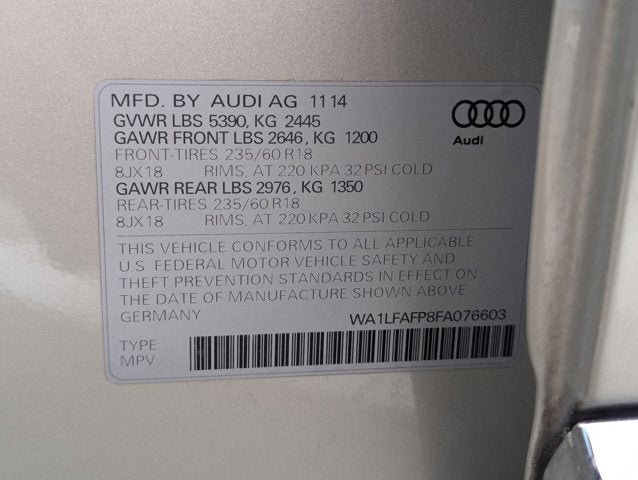 MFD. BY AUDI AG 11 14
GVWR LBS 5390, KG 2445
GAWR FRONT LBS 2646, KG 1200
FRONT-TIRES 235/60 R18
8JX18 RIMS, AT 220 KPA 32 PSI COLD
GAWR REAR LBS 2976, KG 1350
REAR-TIRES 235/60 R18
8JX18 RIMS, AT 220 KPA 32 PSI COLD
Audi
THIS VEHICLE CONFORMS TO ALL APPLICABLE
U.S. FEDERAL MOTOR VEHICLE SAFETY AND
THEFT PREVENTION STANDARDS IN EFFECT ON
THE DATE OF MANUFACTURE SHOWN ABOVE
GERMANY WA1LFAFP8FA076603
TYPE
MPV